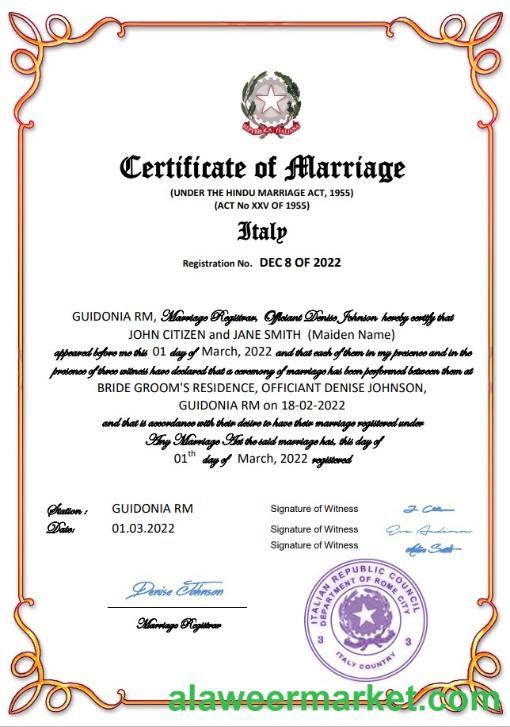 REPVBBLICA ITALIANA
Certificate of Marriage
(UNDER THE HINDU MARRIAGE ACT, 1955)
(ACT No XXV OF 1955)
Italy
Registration No. DEC 8 OF 2022
GUIDONIA RM, Marriage Registrar, Officiant Denise Johnson hereby certify that
JOHN CITIZEN and JANE SMITH (Maiden Name)
appeared before me this 01 day of March, 2022 and that each of them in my presence and in the
presence of three witness have declared that a ceremony of marriage has been performed between them at
BRIDE GROOM'S RESIDENCE, OFFICIANT DENISE JOHNSON,
GUIDONIA RM on 18-02-2022
and that is accordance with their desire to have their marriage registered under
Any Marriage Act the said marriage has, this day of
01th day of March, 2022 registered
Station : GUIDONIA RM
Date: 01.03.2022
Signature of Witness
Signature of Witness Eva Anderson
Signature of Witness
Denise Johnson
Marriage Registrar
ITALIAN REPUBLIC COUNCIL
DEPARTMENT OF ROME CITY
3 3
ITALY COUNTRY
alaweermarket.com